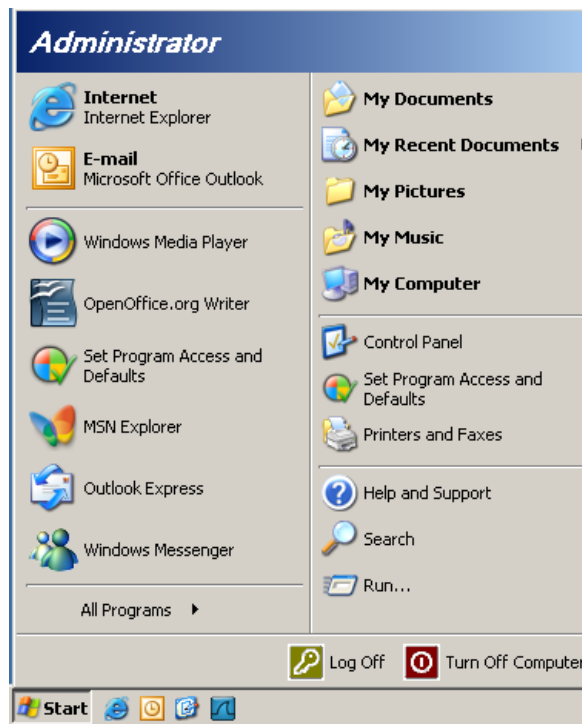 Administrator
Internet
Internet Explorer
E-mail
Microsoft Office Outlook
Windows Media Player
OpenOffice.org Writer
Set Program Access and
Defaults
MSN Explorer
Outlook Express
Windows Messenger
All Programs
My Documents
My Recent Documents
My Pictures
My Music
My Computer
Control Panel
Set Program Access and
Defaults
Printers and Faxes
Help and Support
Search
Run...
Log Off
Turn Off Computer
Start